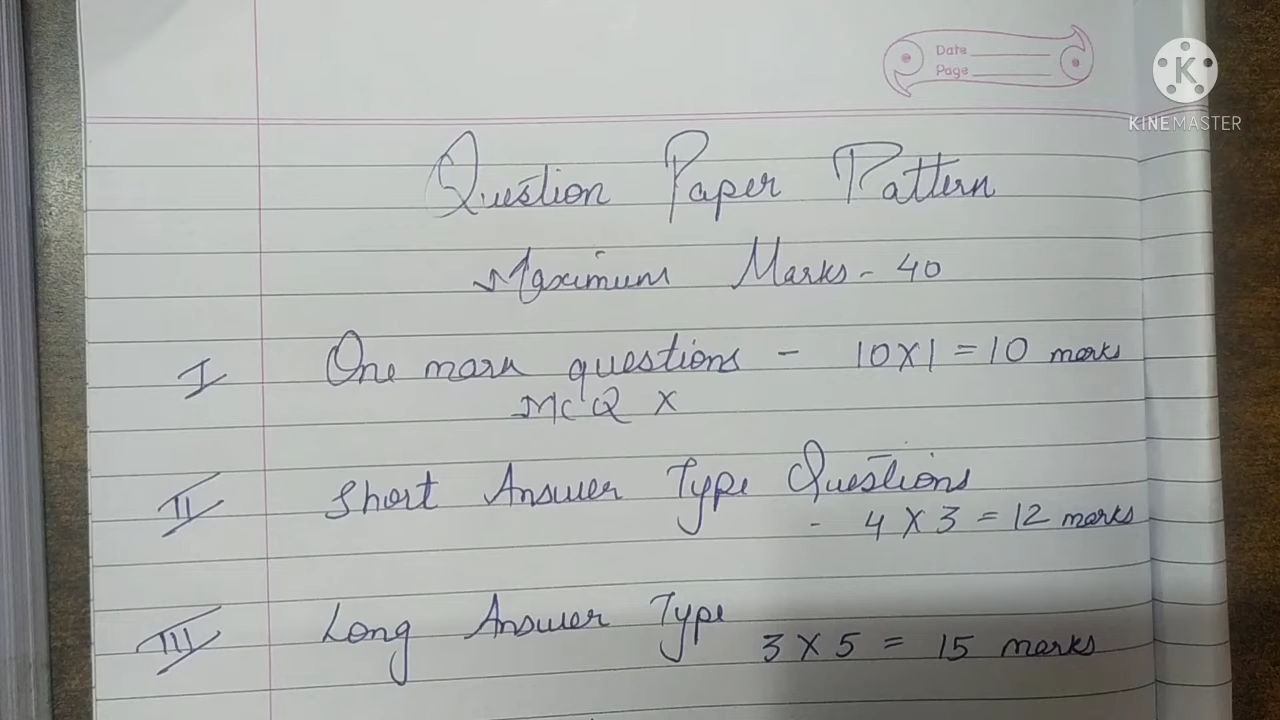 Date
Page
KINEMASTER
Question Paper Pattern
Maximum Marks - 40
I One mark questions - 10 X 1 = 10 marks
MCQ X
II Short Answer Type Questions
- 4 X 3 = 12 marks
III Long Answer Type
3 X 5 = 15 marks